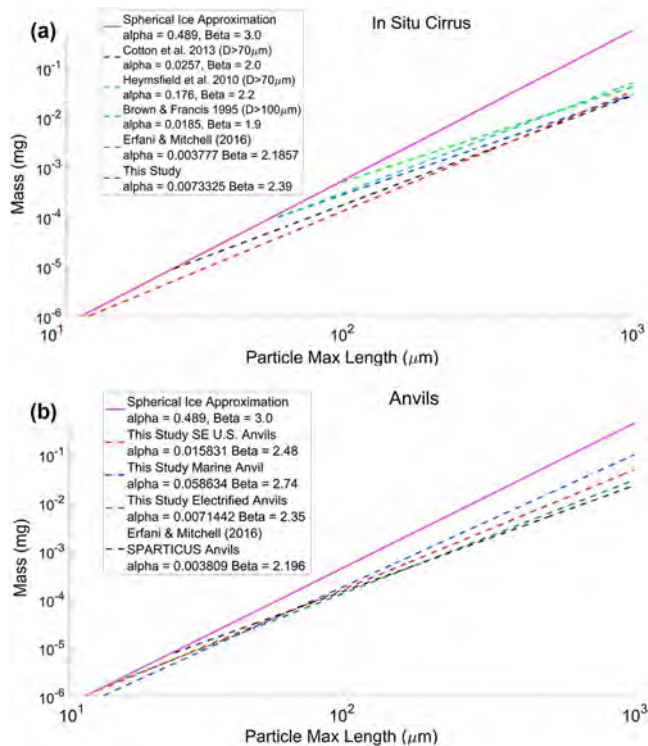 (a)
In Situ Cirrus
Spherical Ice Approximation
alpha = 0.489, Beta = 3.0
Cotton et al. 2013 (D>70μm)
alpha = 0.0257, Beta = 2.0
Heymsfield et al. 2010 (D>70μm)
alpha = 0.176, Beta = 2.2
Brown & Francis 1995 (D>100μm)
alpha = 0.0185, Beta = 1.9
Erfani & Mitchell (2016)
alpha = 0.003777 Beta = 2.1857
This Study
alpha = 0.0073325 Beta = 2.39
Mass (mg)
10-1
10-2
10-3
10-4
10-5
10-6
101
102
103
Particle Max Length (μm)
(b)
Anvils
Spherical Ice Approximation
alpha = 0.489, Beta = 3.0
This Study SE U.S. Anvils
alpha = 0.015831 Beta = 2.48
This Study Marine Anvil
alpha = 0.058634 Beta = 2.74
This Study Electrified Anvils
alpha = 0.0071442 Beta = 2.35
Erfani & Mitchell (2016)
SPARTICUS Anvils
alpha = 0.003809 Beta = 2.196
Mass (mg)
10-1
10-2
10-3
10-4
10-5
10-6
101
102
103
Particle Max Length (μm)